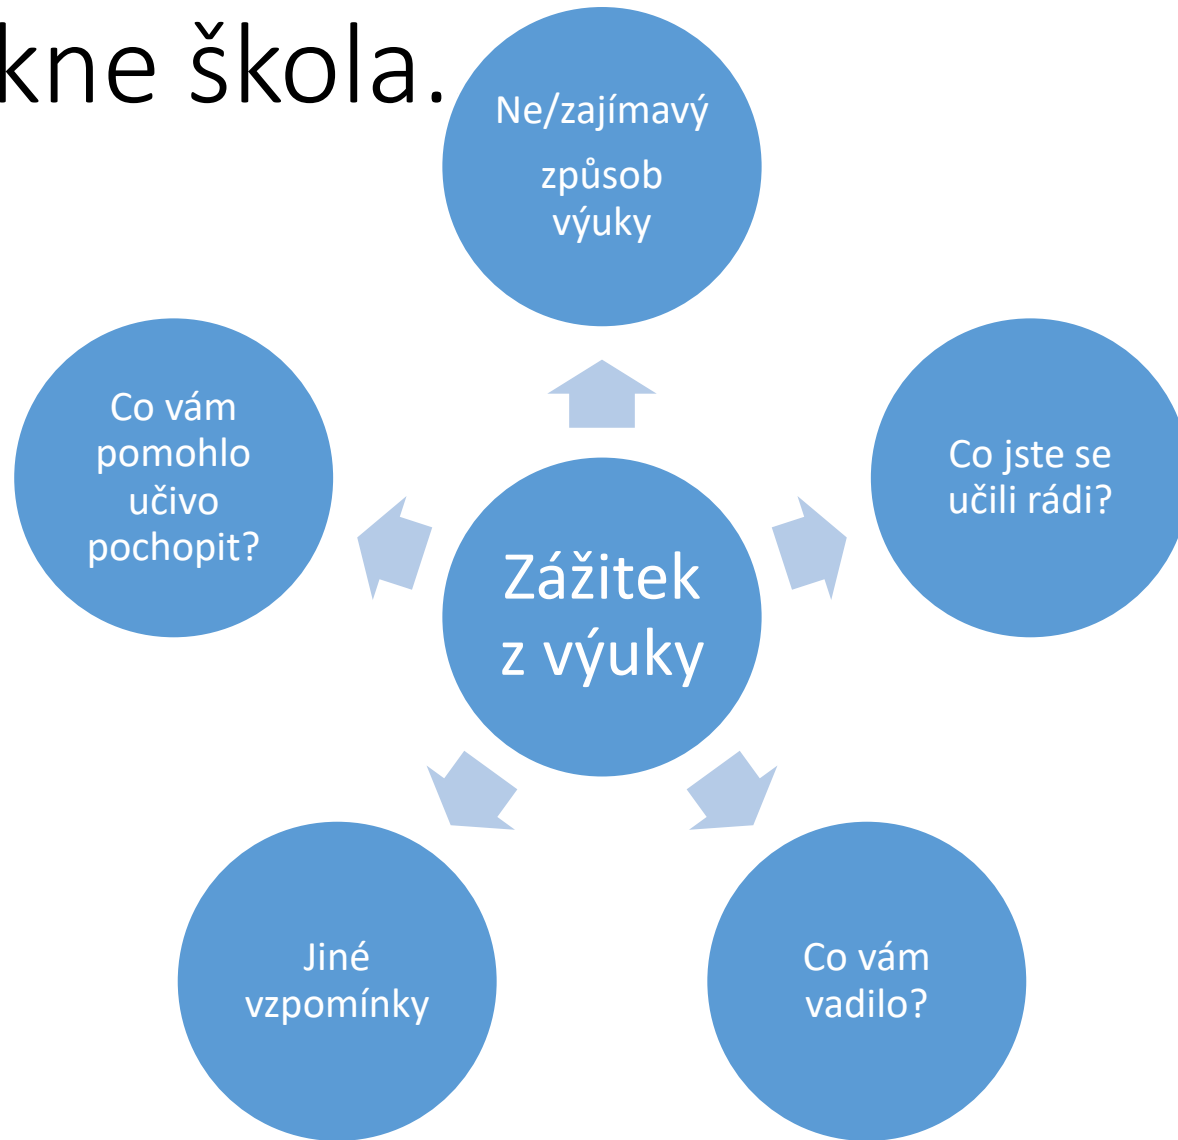 kne škola.
Ne/zajímavý
způsob
výuky
Co vám
pomohlo
učivo
pochopit?
Co jste se
učili rádi?
Zážitek
z výuky
Jiné
vzpomínky
Co vám
vadilo?